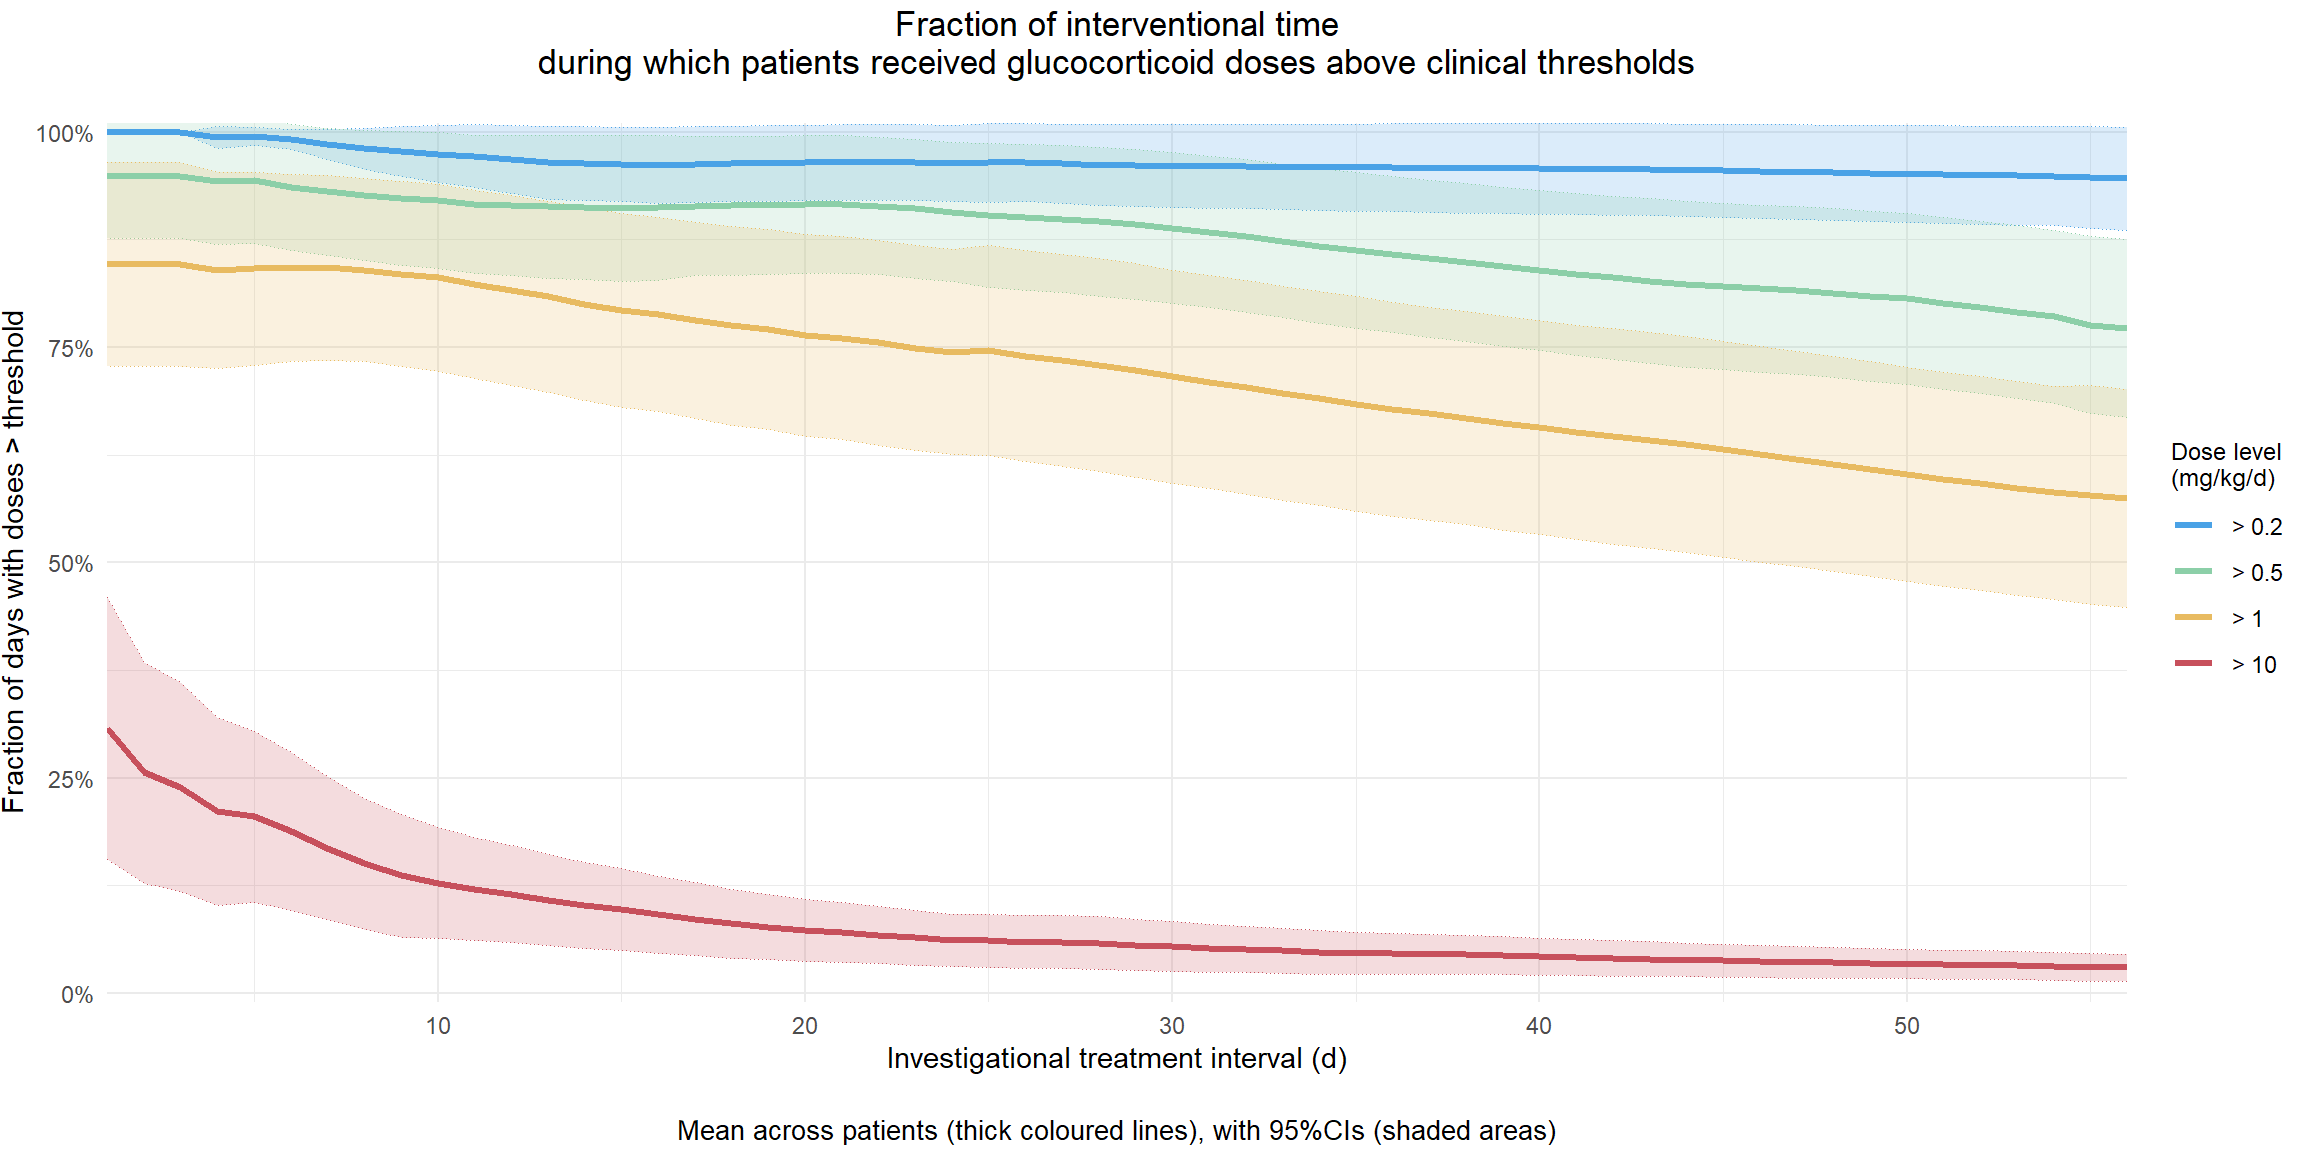 Fraction of interventional time
during which patients received glucocorticoid doses above clinical thresholds
Fraction of days with doses > threshold
100%
75%
50%
25%
0%
10
20
30
40
50
Investigational treatment interval (d)
Dose level
(mg/kg/d)
> 0.2
> 0.5
> 1
> 10
Mean across patients (thick coloured lines), with 95%CIs (shaded areas)